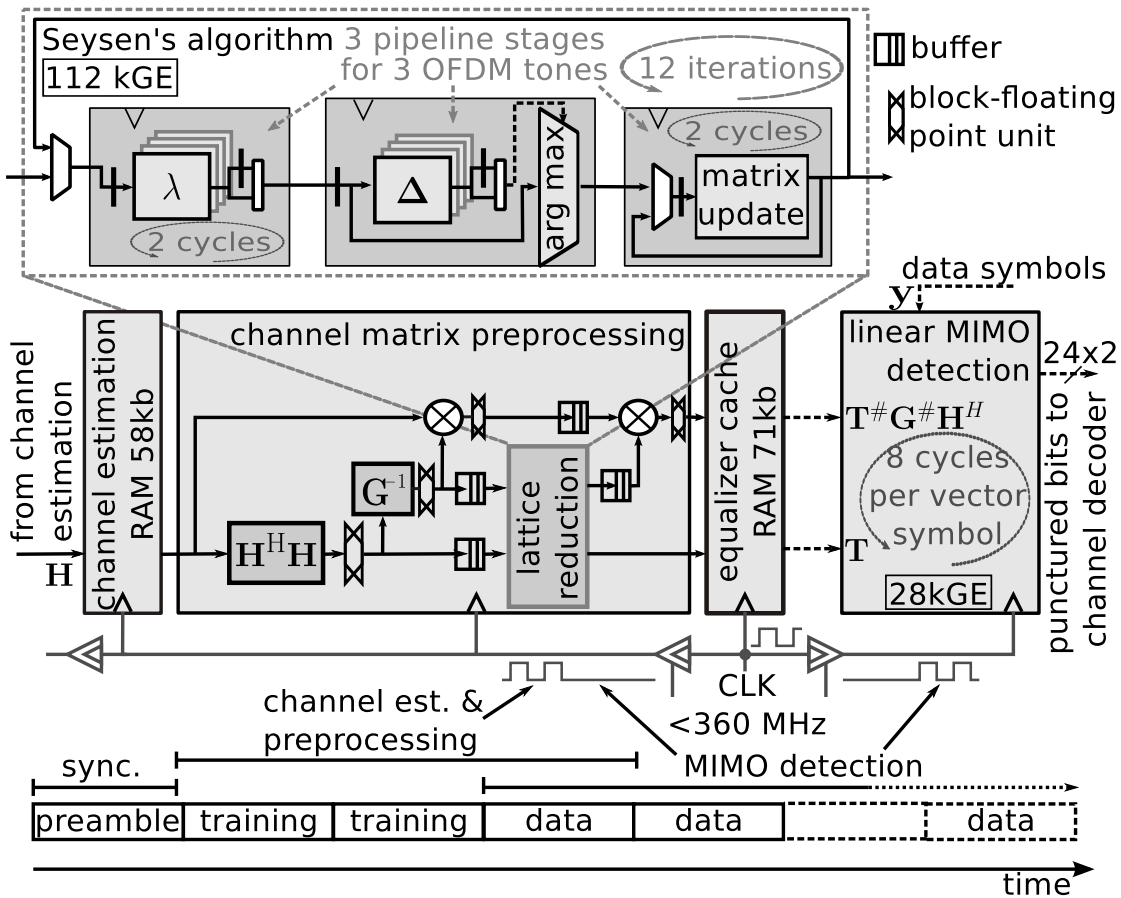 Seysen's algorithm
112 kGE
3 pipeline stages
for 3 OFDM tones
12 iterations
buffer
block-floating
point unit
λ
2 cycles
Δ
arg max
2 cycles
matrix
update
data symbols
y
from channel
estimation
H
channel estimation
RAM 58kb
channel matrix preprocessing
G⁻¹
HᴴH
lattice
reduction
equalizer cache
RAM 71kb
linear MIMO
detection
T^#G^#H^H
8 cycles
per vector
symbol
T
28kGE
24x2
punctured bits to
channel decoder
CLK
<360 MHz
channel est. &
preprocessing
MIMO detection
sync.
preamble
training
training
data
data
data
time